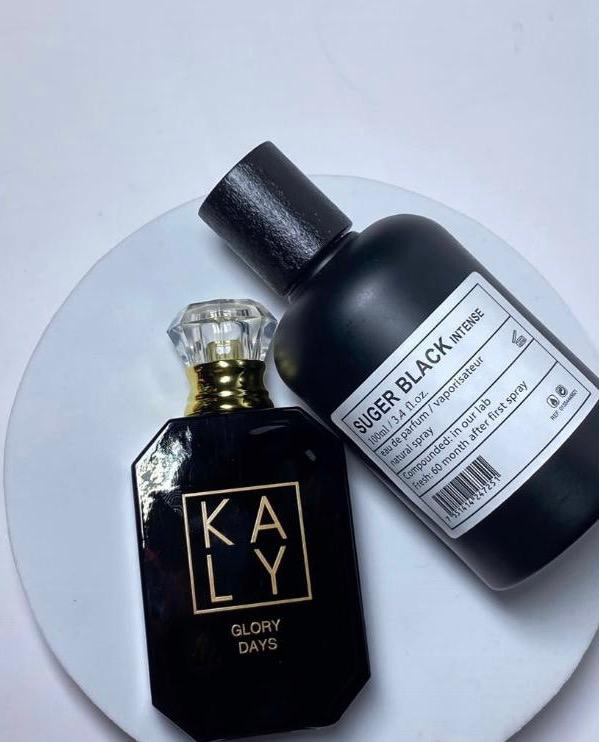 SUGER BLACK INTENSE
100ml / 3.4 fl.oz.
eau de parfum / vaporisateur
natural spray
Compounded: in our lab
Fresh: 60 month after first spray
KA
LY
GLORY
DAYS